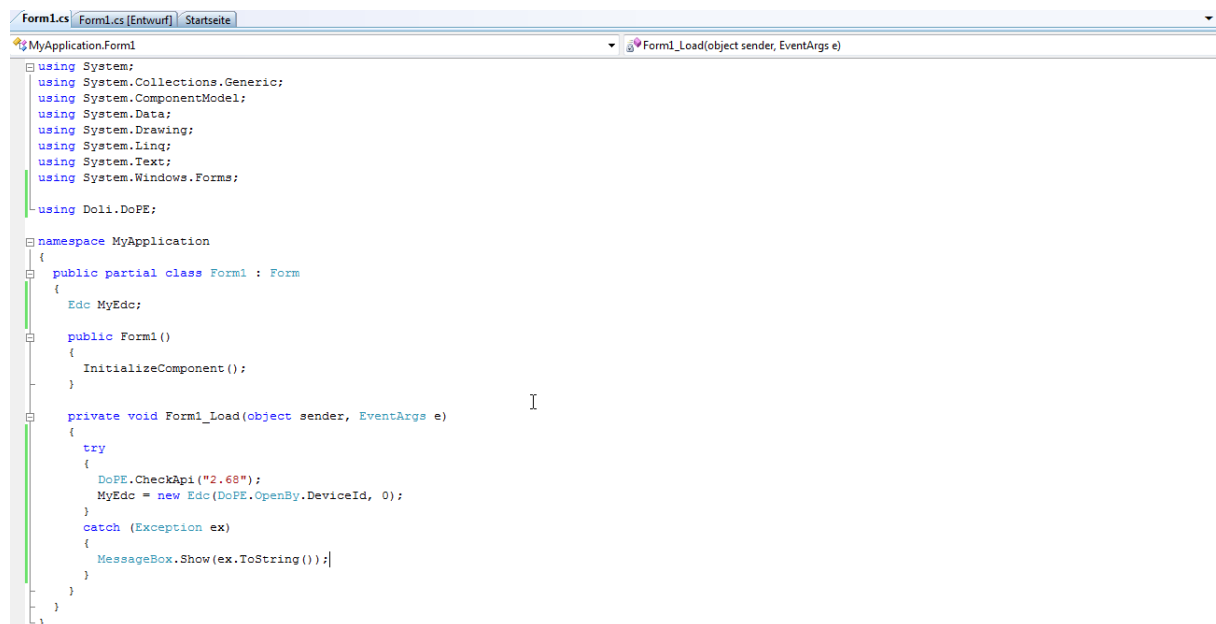 Form1.cs Form1.cs [Entwurf] Startseite
MyApplication.Form1 Form1_Load(object sender, EventArgs e)
using System;
using System.Collections.Generic;
using System.ComponentModel;
using System.Data;
using System.Drawing;
using System.Linq;
using System.Text;
using System.Windows.Forms;
using Doli.DoPE;
namespace MyApplication
{
public partial class Form1 : Form
{
Edc MyEdc;
public Form1()
{
InitializeComponent();
}
private void Form1_Load(object sender, EventArgs e)
{
try
{
DoPE.CheckApi("2.68");
MyEdc = new Edc(DoPE.OpenBy.DeviceId, 0);
}
catch (Exception ex)
{
MessageBox.Show(ex.ToString());
}
}
}
}